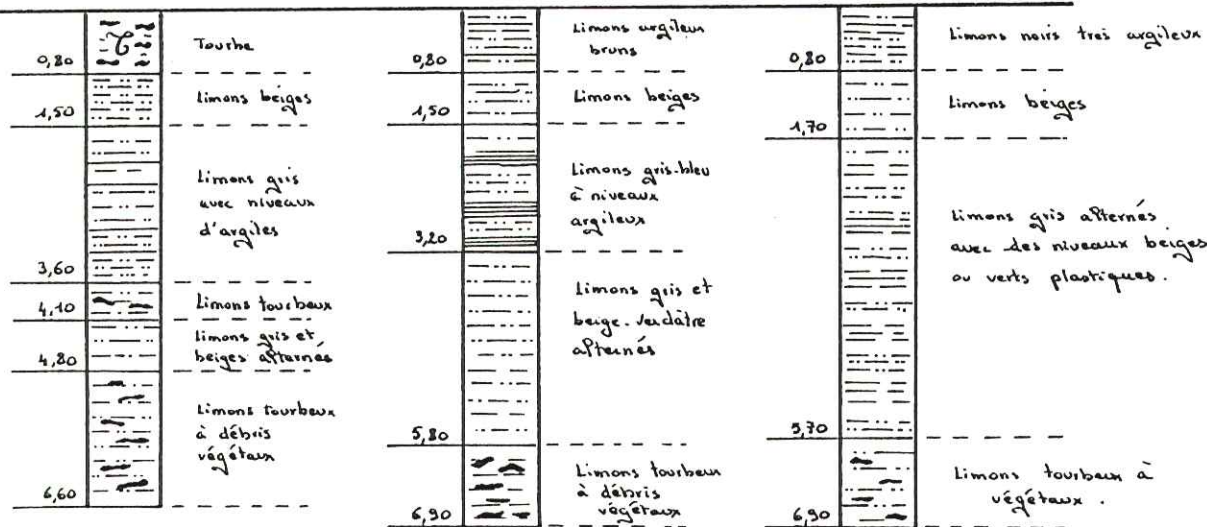 0,80
Tourbe
1,50
Limons beiges
Limons gris
avec niveaux
d'argiles
3,60
4,10
Limons tourbeux
4,80
Limons gris et
beiges alternés
Limons tourbeux
à débris
végétaux
6,60
Limons argileux
bruns
0,80
Limons beiges
1,50
Limons gris-bleu
à niveaux
argileux
3,20
Limons gris et
beige-verdâtre
alternés
5,80
Limons tourbeux
à débris
végétaux
6,90
Limons noirs tres argileux
0,80
Limons beiges
1,70
Limons gris alternés
avec des niveaux beiges
ou verts plastiques.
5,70
Limons tourbeux à
végétaux.
6,90